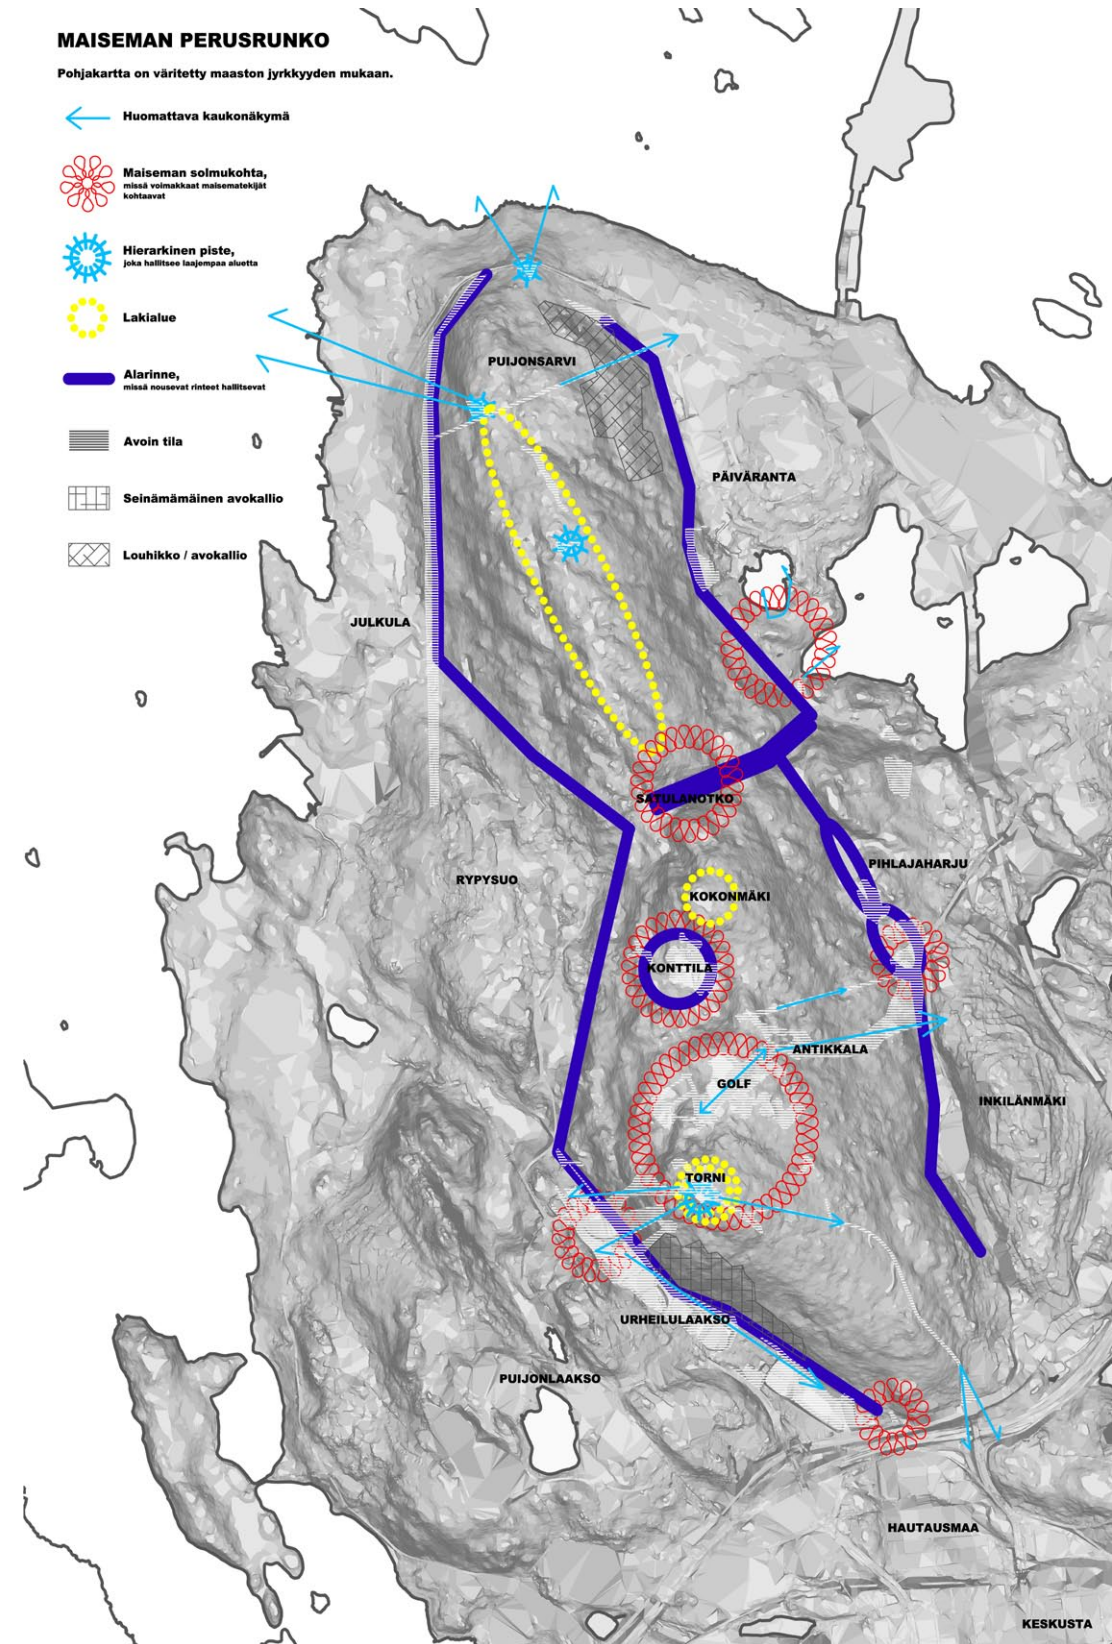 MAISEMAN PERUSRUNKO
Pohjakartta on väritetty maaston jyrkkyyden mukaan.
Huomattava kaukonäkymä
Maiseman solmukohta,
missä voimakkaat maisematekijät
kohtaavat
Hierarkinen piste,
joka hallitsee laajempaa aluetta
Lakialue
Alarinne,
missä nousevat rinteet hallitsevat
Avoin tila
Seinämämäinen avokallio
Louhikko / avokallio
PUIJONSARVI
PÄIVÄRANTA
JULKULA
SATULANOTKO
PIHLAJAHARJU
RYPYSUO
KOKONMÄKI
KONTTILA
ANTIKKALA
GOLF
INKILÄNMÄKI
TORNI
URHEILULAAKSO
PUIJONLAAKSO
HAUTAUSMAA
KESKUSTA